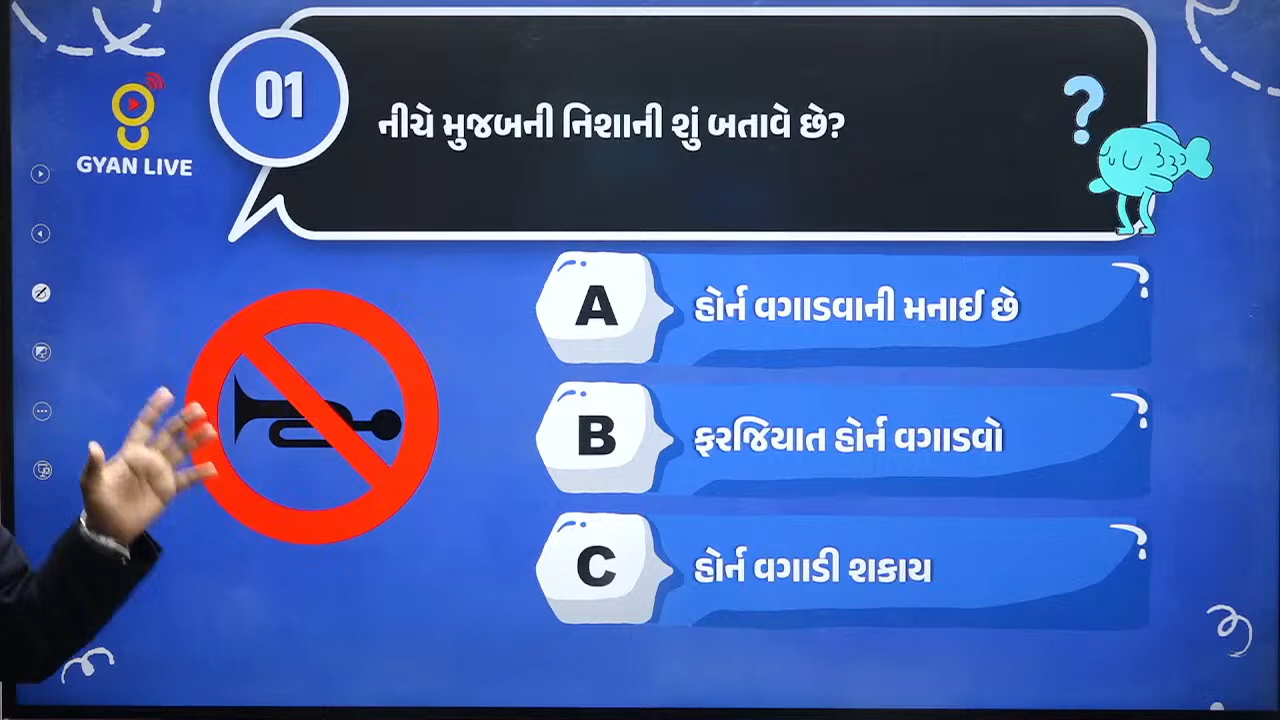 01
નીચે મુજબની નિશાની શું બતાવે છે?
?
GYAN LIVE
A
હોર્ન વગાડવાની મનાઈ છે
B
ફરજિયાત હોર્ન વગાડવો
C
હોર્ન વગાડી શકાય